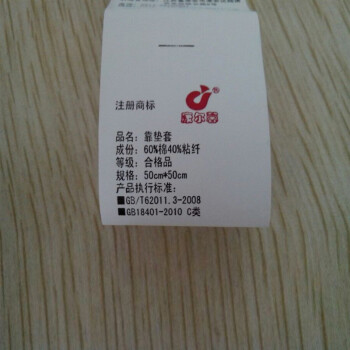 注册商标
品名：靠垫套
成份：60%棉40%粘纤
等级：合格品
规格：50cm*50cm
产品执行标准：
■GB/T62011.3-2008
■GB18401-2010 C类